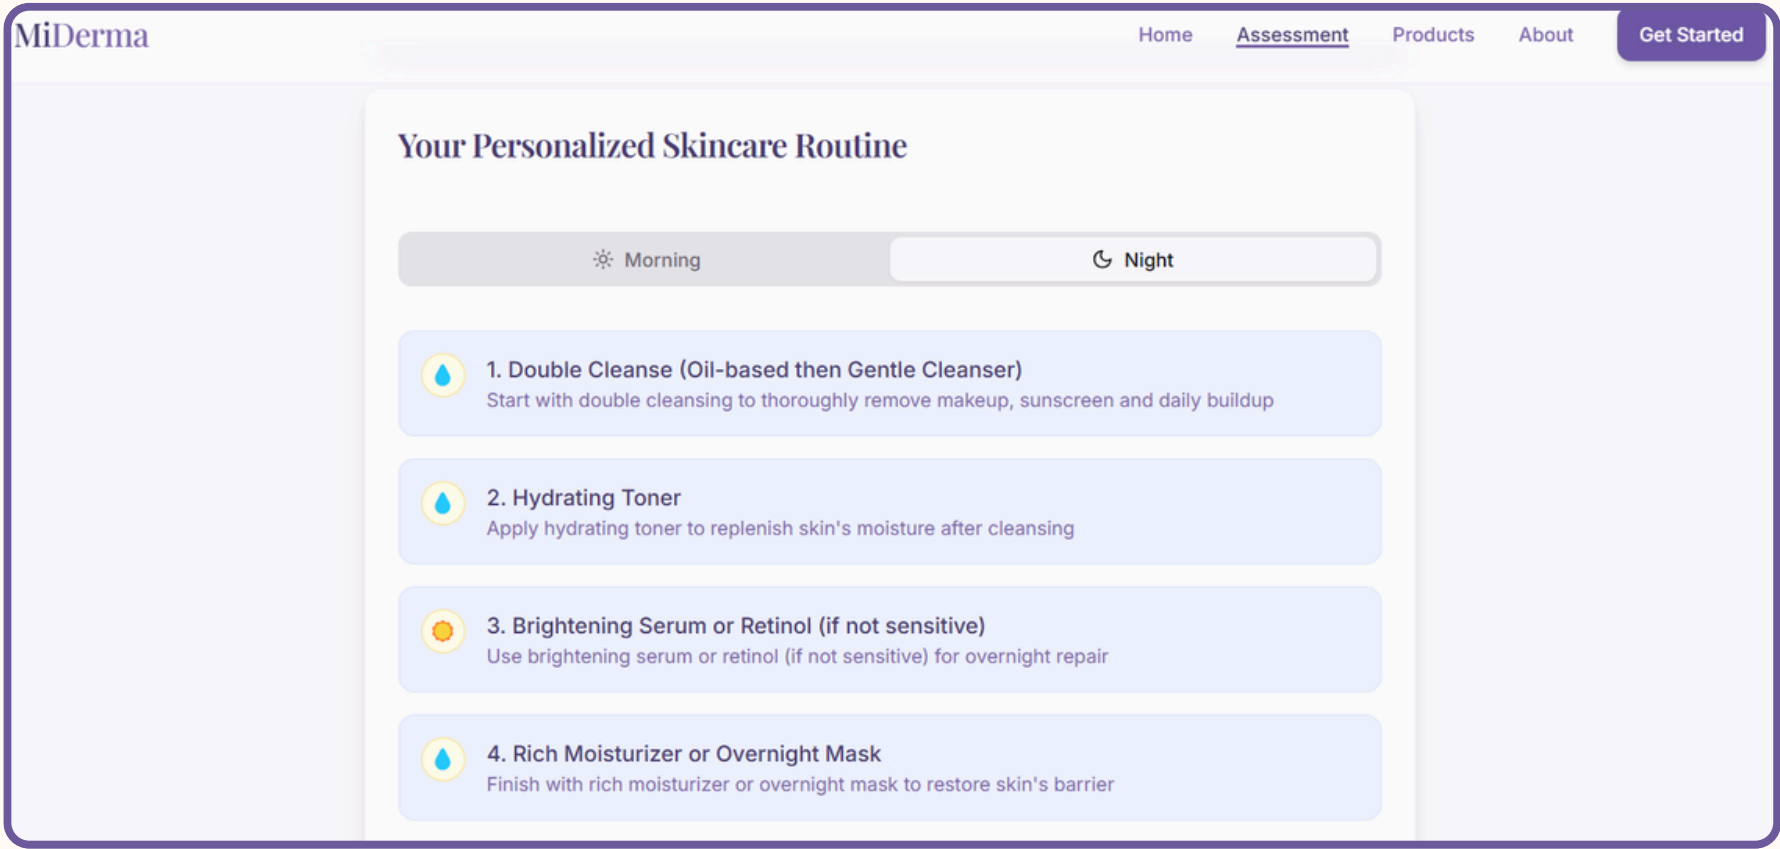 MiDerma
Home
Assessment
Products
About
Get Started
Your Personalized Skincare Routine
Morning
Night
1. Double Cleanse (Oil-based then Gentle Cleanser)
Start with double cleansing to thoroughly remove makeup, sunscreen and daily buildup
2. Hydrating Toner
Apply hydrating toner to replenish skin's moisture after cleansing
3. Brightening Serum or Retinol (if not sensitive)
Use brightening serum or retinol (if not sensitive) for overnight repair
4. Rich Moisturizer or Overnight Mask
Finish with rich moisturizer or overnight mask to restore skin's barrier